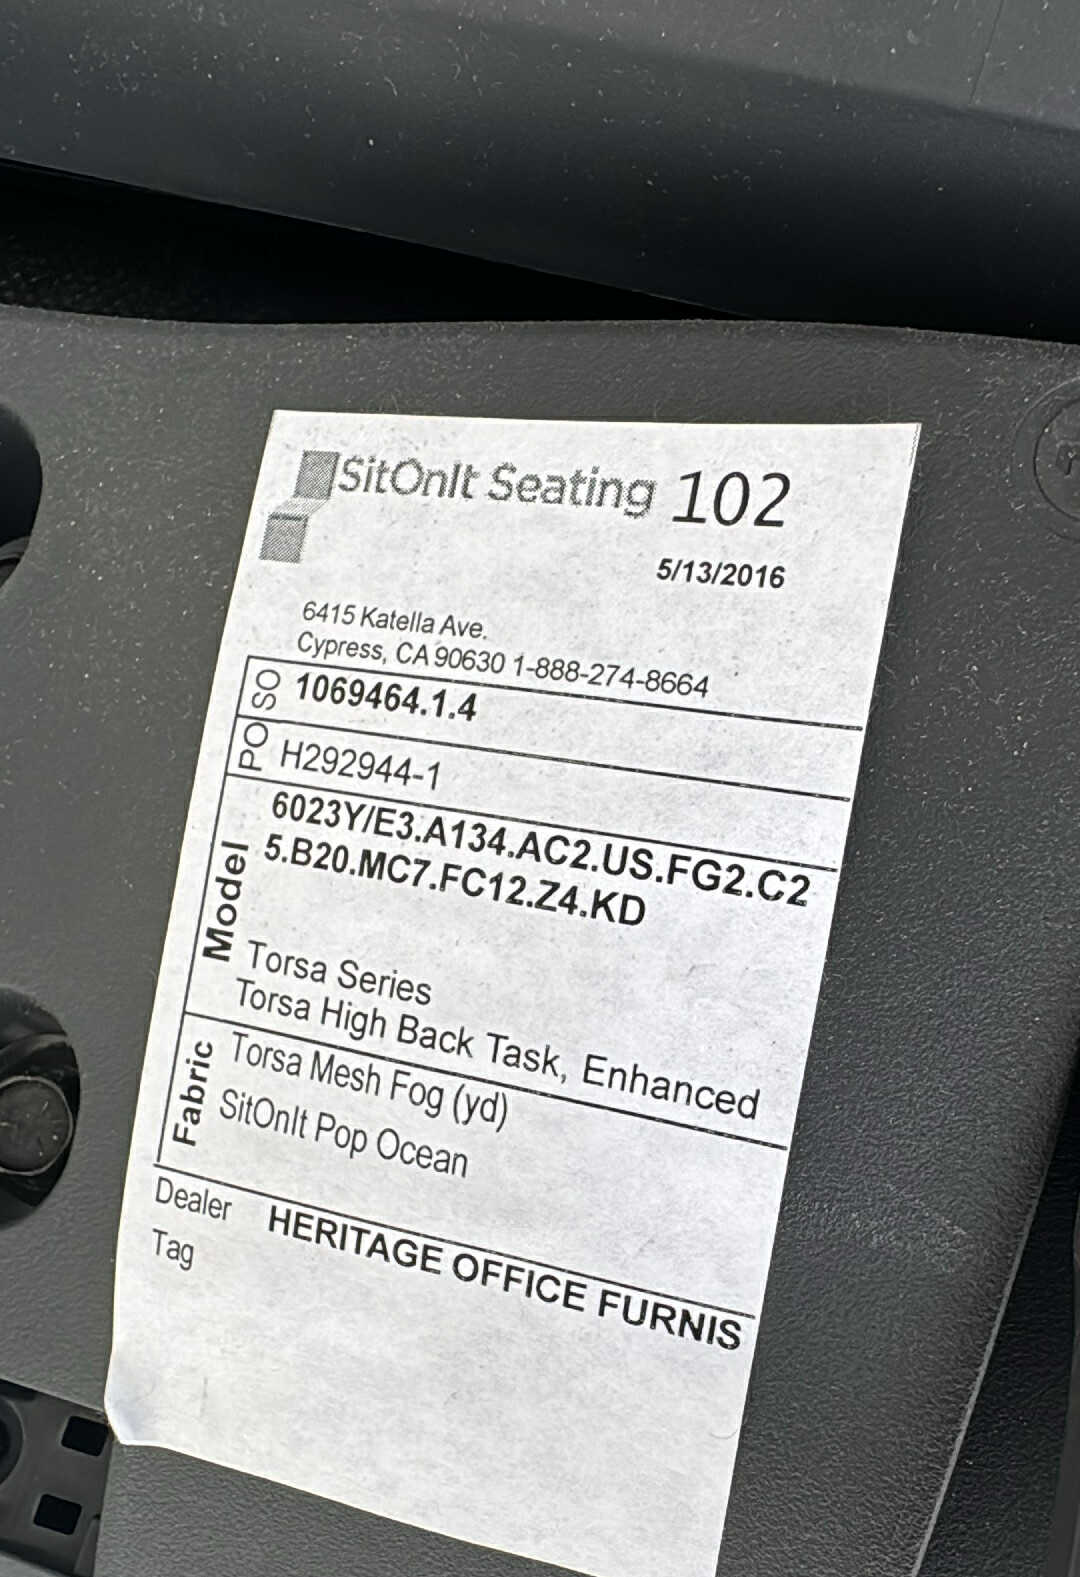 SitOnIt Seating 102
5/13/2016
6415 Katella Ave.
Cypress, CA 90630 1-888-274-8664
SO 1069464.1.4
PO H292944-1
Model 6023Y/E3.A134.AC2.US.FG2.C2
5.B20.MC7.FC12.Z4.KD
Torsa Series
Torsa High Back Task, Enhanced
Fabric Torsa Mesh Fog (yd)
SitOnIt Pop Ocean
Dealer HERITAGE OFFICE FURNIS
Tag